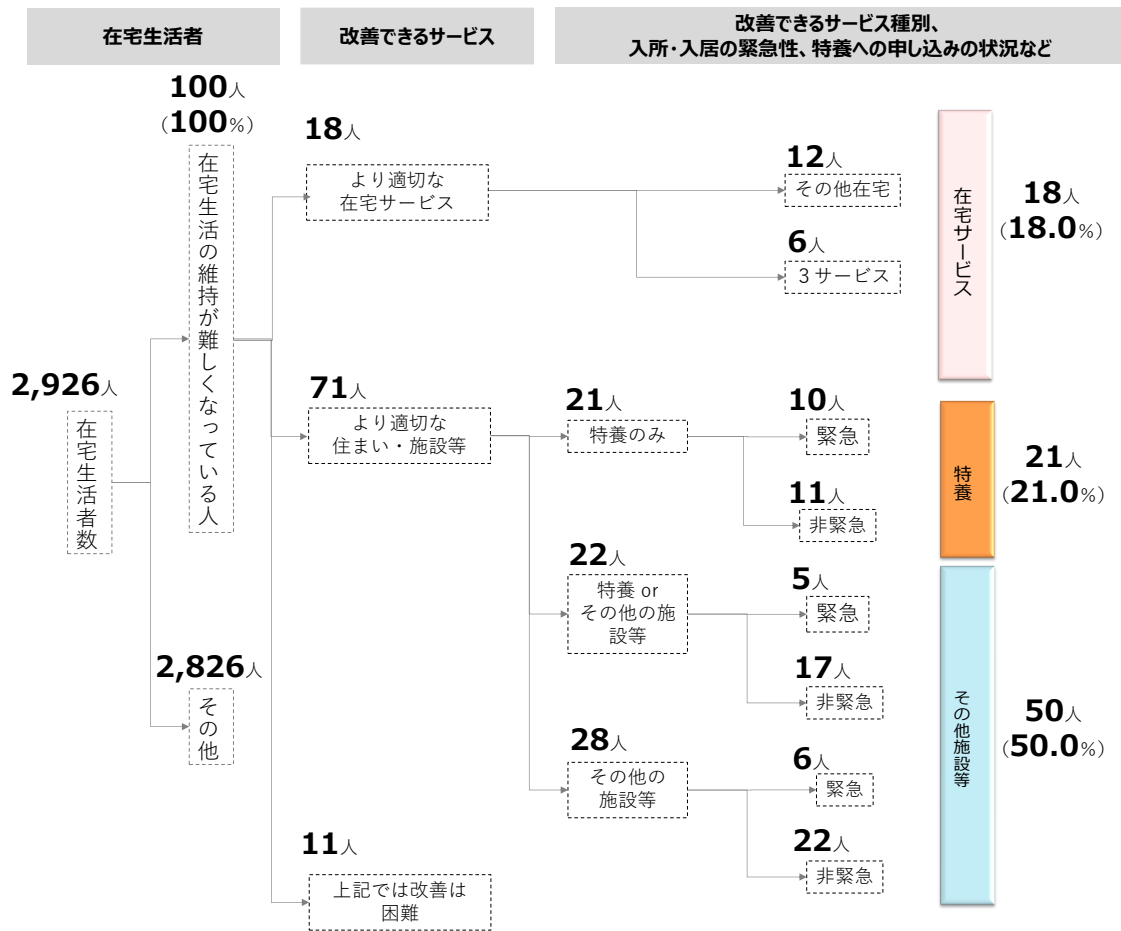 在宅生活者
改善できるサービス
改善できるサービス種別、
入所・入居の緊急性、特養への申し込みの状況など
100人
（100%）
在宅生活の維持が難しくなっている人
2,926人
在宅生活者数
2,826人
その他
18人
より適切な
在宅サービス
12人
その他在宅
6人
３サービス
71人
より適切な
住まい・施設等
21人
特養のみ
10人
緊急
11人
非緊急
22人
特養 or
その他の施
設等
5人
緊急
17人
非緊急
28人
その他の
施設等
6人
緊急
22人
非緊急
11人
上記では改善は
困難
在宅サービス
18人
（18.0%）
特養
21人
（21.0%）
その他施設等
50人
（50.0%）